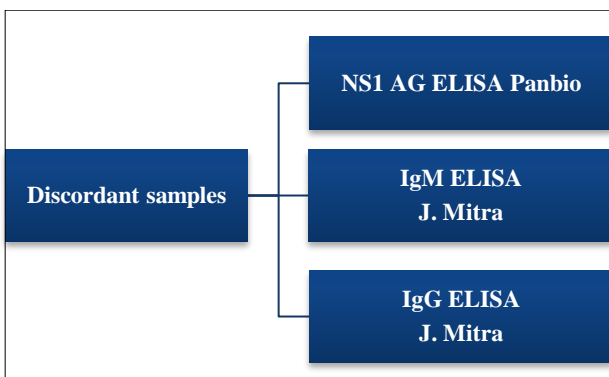 NS1 AG ELISA Panbio
Discordant samples
IgM ELISA
J. Mitra
IgG ELISA
J. Mitra